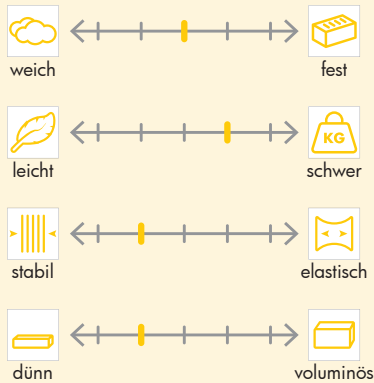 weich fest
KG
leicht schwer
stabil elastisch
dünn voluminös